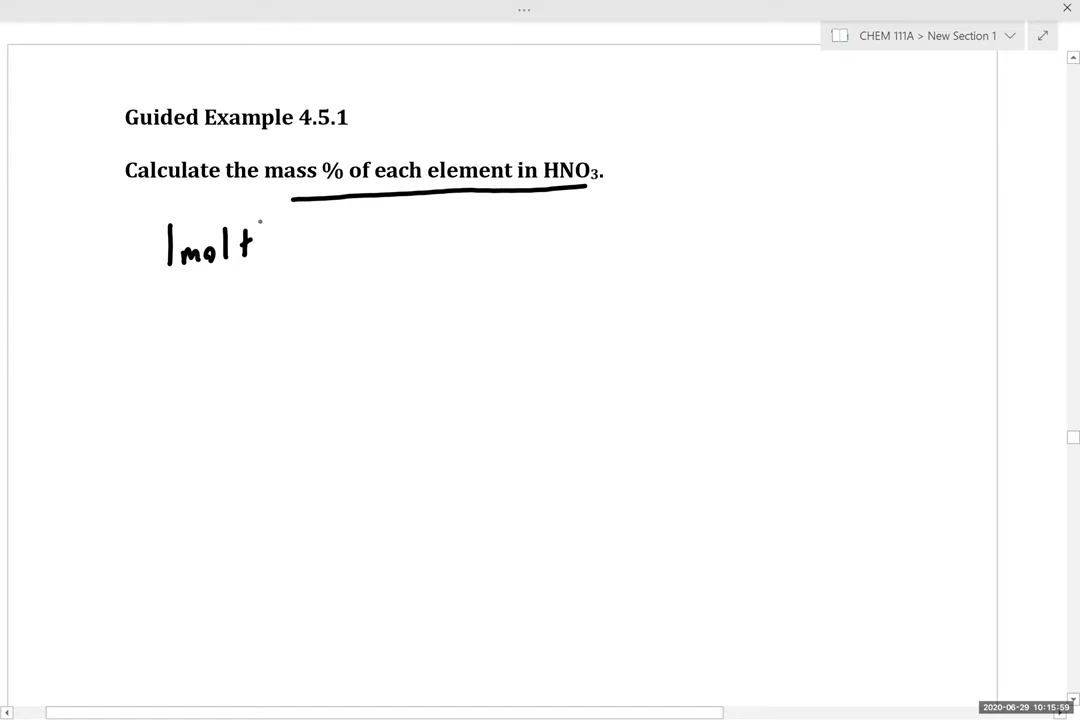 ...
CHEM 111A > New Section 1
Guided Example 4.5.1
Calculate the mass % of each element in HNO₃.
1 mol
2020-06-29 10:15:59